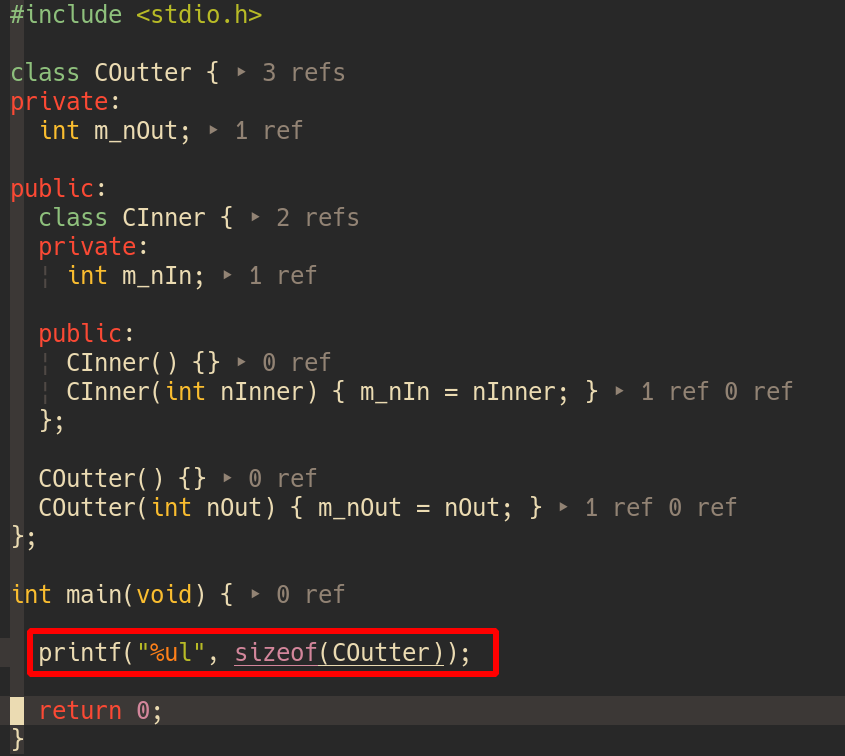 #include <stdio.h>
class COutter { ▸ 3 refs
private:
int m_nOut; ▸ 1 ref
public:
class CInner { ▸ 2 refs
private:
int m_nIn; ▸ 1 ref
public:
CInner() {} ▸ 0 ref
CInner(int nInner) { m_nIn = nInner; } ▸ 1 ref 0 ref
};
COutter() {} ▸ 0 ref
COutter(int nOut) { m_nOut = nOut; } ▸ 1 ref 0 ref
};
int main(void) { ▸ 0 ref
printf("%ul", sizeof(COutter));
return 0;
}